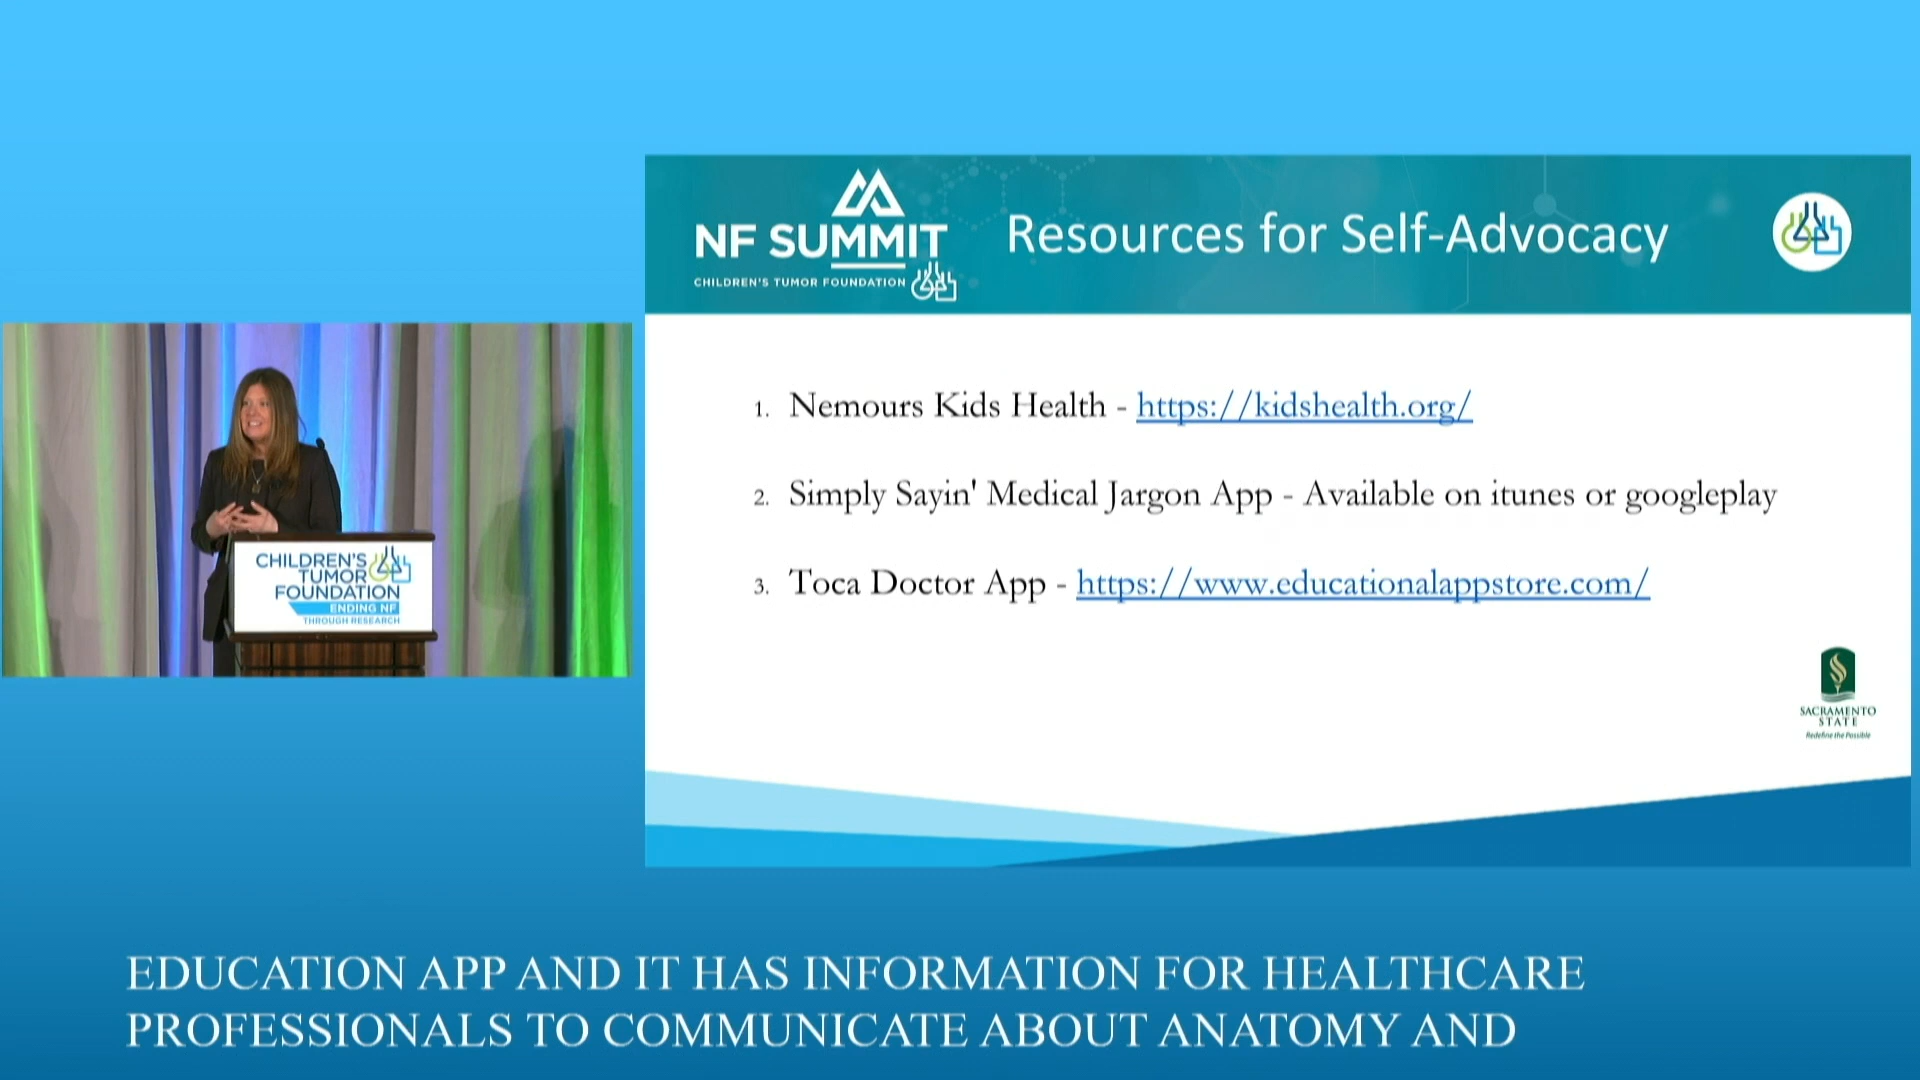 NF SUMMIT
CHILDREN'S TUMOR FOUNDATION
Resources for Self-Advocacy
1. Nemours Kids Health - https://kidshealth.org/
2. Simply Sayin' Medical Jargon App - Available on itunes or googleplay
3. Toca Doctor App - https://www.educationalappstore.com/
SACRAMENTO
STATE
Redefine the Possible
CHILDREN'S
TUMOR
FOUNDATION
ENDING NF
THROUGH RESEARCH
EDUCATION APP AND IT HAS INFORMATION FOR HEALTHCARE
PROFESSIONALS TO COMMUNICATE ABOUT ANATOMY AND